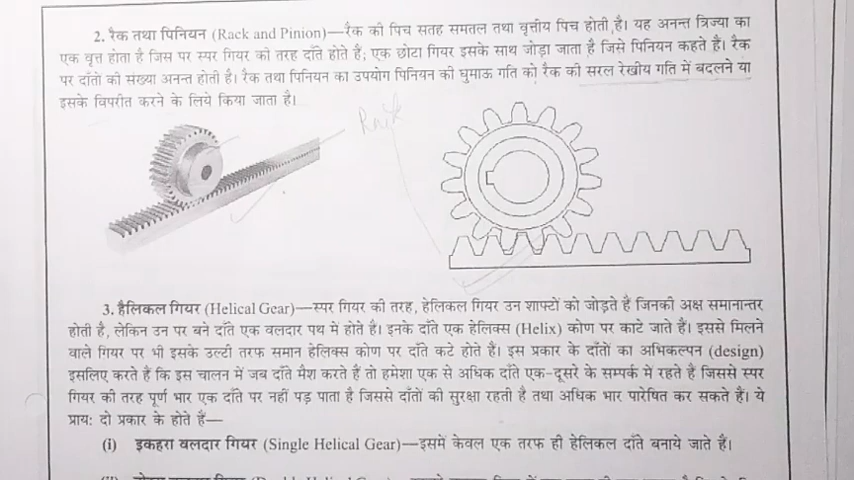 2. रैक तथा पिनियन (Rack and Pinion)—रैक की पिच सतह समतल तथा वृत्तीय पिच होती है। यह अनन्त त्रिज्या का
एक वृत्त होता है जिस पर स्पर गियर की तरह दाँते होते हैं; एक छोटा गियर इसके साथ जोड़ा जाता है जिसे पिनियन कहते हैं। रैक
पर दाँतों की संख्या अनन्त होती है। रैक तथा पिनियन का उपयोग पिनियन की घुमाऊ गति को रैक की सरल रेखीय गति में बदलने या
इसके विपरीत करने के लिये किया जाता है।
3. हैलिकल गियर (Helical Gear)—स्पर गियर की तरह, हेलिकल गियर उन शाफ्टों को जोड़ते हैं जिनकी अक्ष समानान्तर
होती है, लेकिन उन पर बने दाँते एक वलदार पथ में होते है। इनके दाँते एक हेलिक्स (Helix) कोण पर काटे जाते हैं। इससे मिलने
वाले गियर पर भी इसके उल्टी तरफ समान हेलिक्स कोण पर दाँते कटे होते हैं। इस प्रकार के दाँतों का अभिकल्पन (design)
इसलिए करते हैं कि इस चालन में जब दाँते मैश करते हैं तो हमेशा एक से अधिक दाँते एक-दूसरे के सम्पर्क में रहते हैं जिससे स्पर
गियर की तरह पूर्ण भार एक दाँते पर नहीं पड़ पाता है जिससे दाँतों की सुरक्षा रहती है तथा अधिक भार पारेषित कर सकते हैं। ये
प्राय: दो प्रकार के होते हैं—
(i) इकहरा वलदार गियर (Single Helical Gear)—इसमें केवल एक तरफ ही हेलिकल दाँते बनाये जाते हैं।